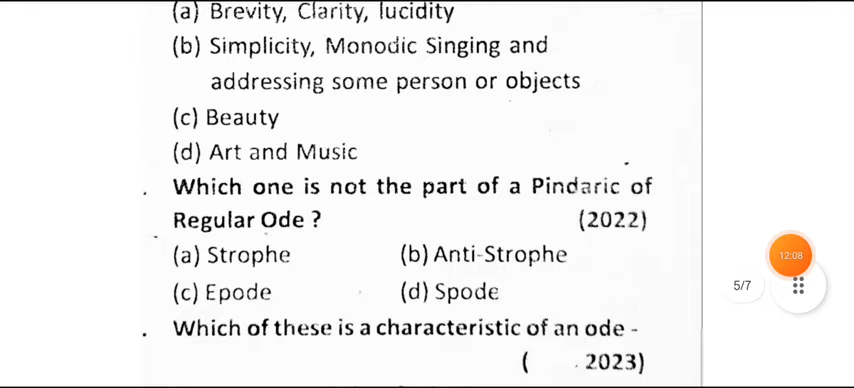 (a) Brevity, Clarity, lucidity
(b) Simplicity, Monodic Singing and
addressing some person or objects
(c) Beauty
(d) Art and Music
. Which one is not the part of a Pindaric of
Regular Ode ? (2022)
(a) Strophe (b) Anti-Strophe
(c) Epode (d) Spode
. Which of these is a characteristic of an ode -
( . 2023)
12:08
5/7